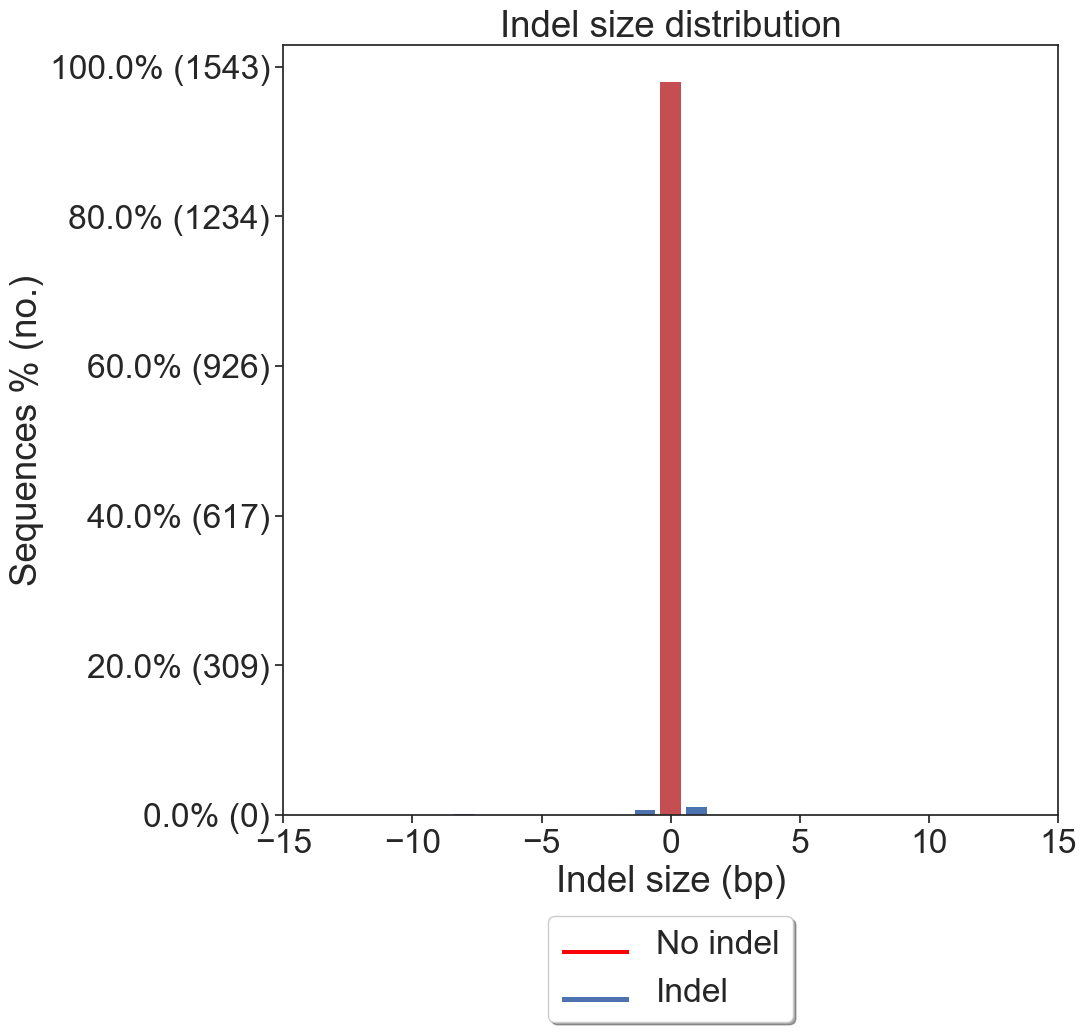 Indel size distribution
Sequences % (no.)
100.0% (1543)
80.0% (1234)
60.0% (926)
40.0% (617)
20.0% (309)
0.0% (0)
−15 −10 −5 0 5 10 15
Indel size (bp)
No indel
Indel